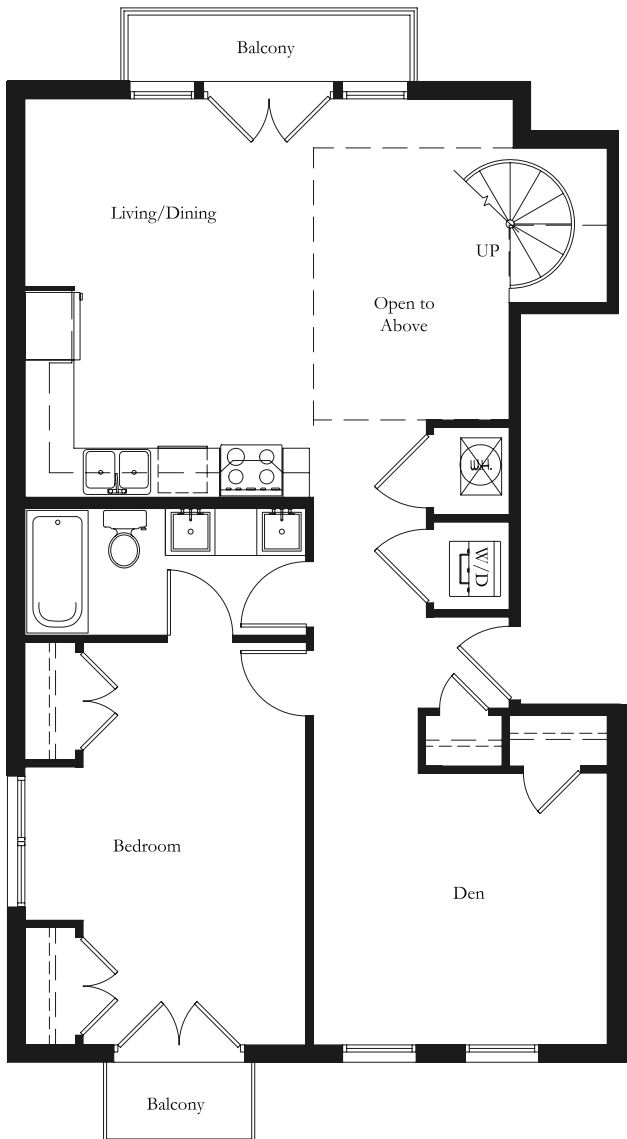 Balcony
Living/Dining
UP
Open to
Above
W.H.
W/D
Bedroom
Den
Balcony